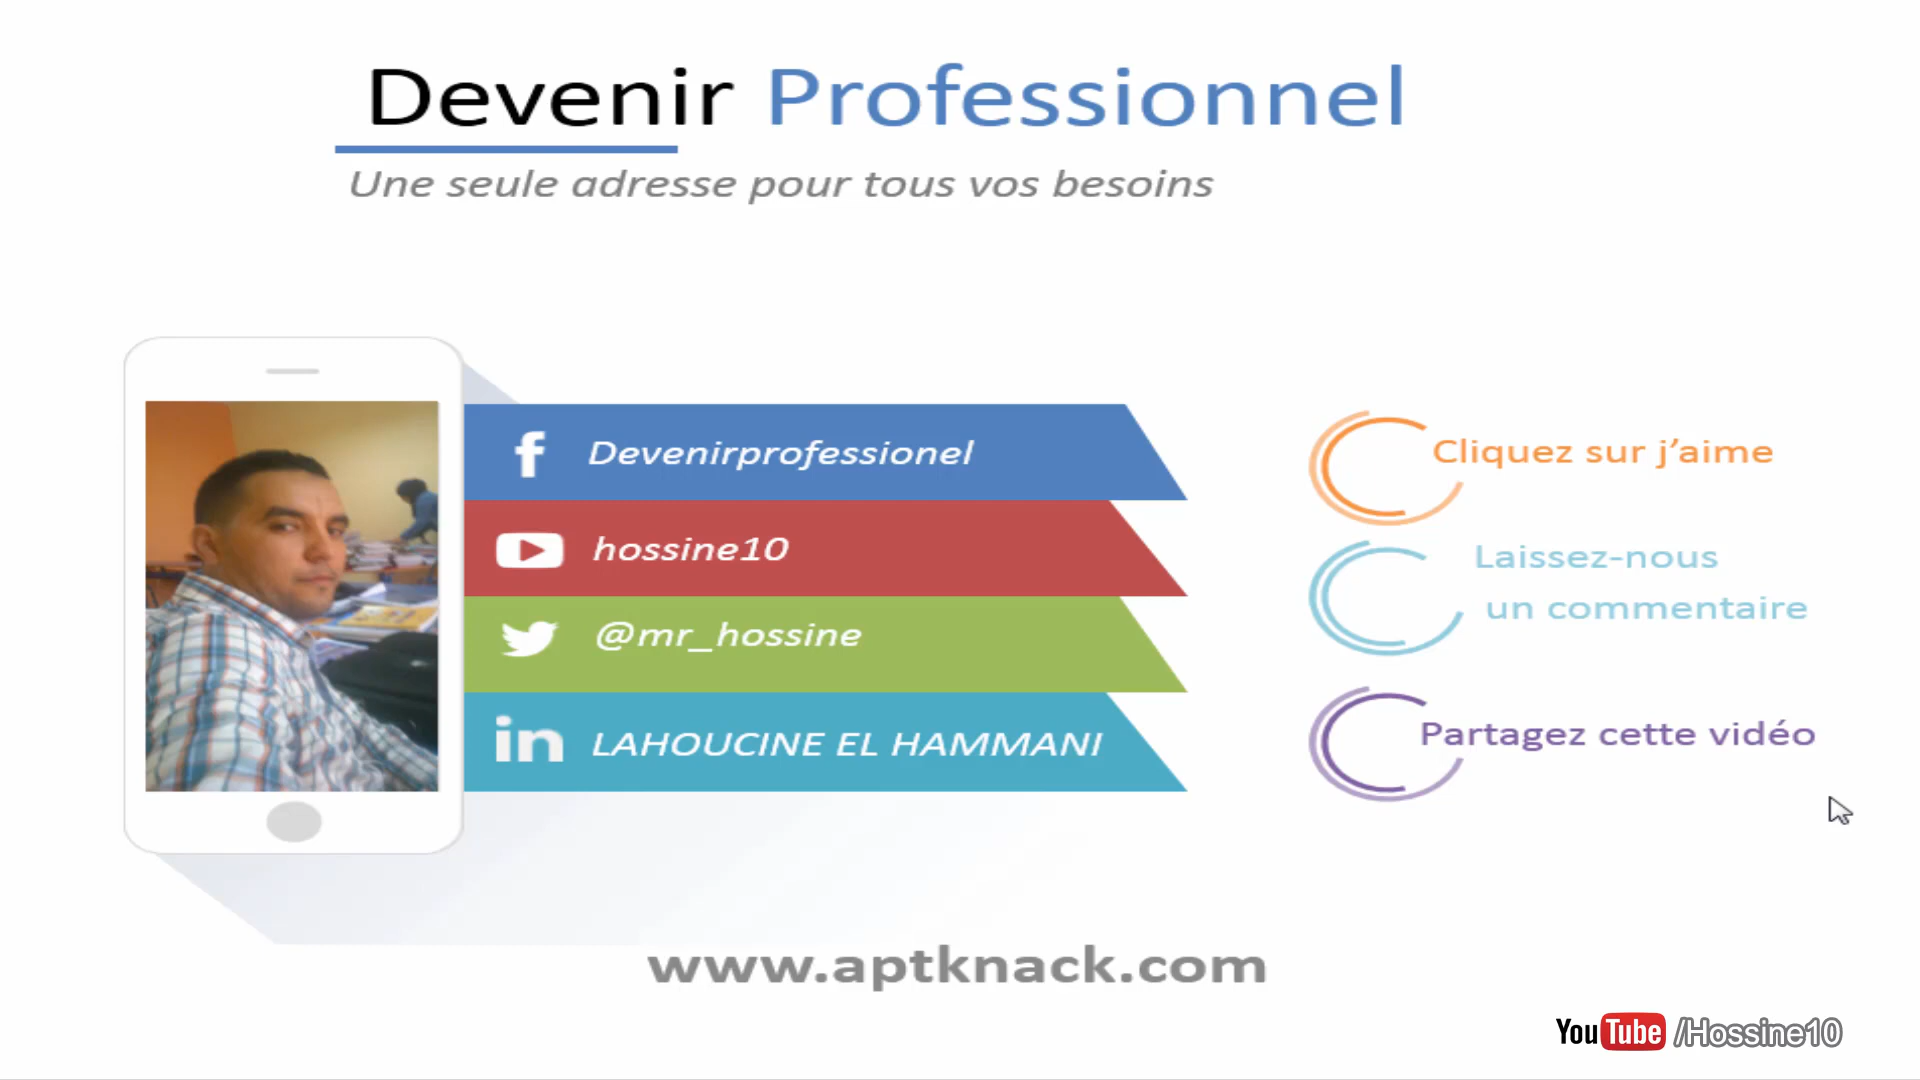 Devenir Professionnel
Une seule adresse pour tous vos besoins
Devenirprofessionel
hossine10
@mr_hossine
LAHOUCINE EL HAMMANI
Cliquez sur j’aime
Laissez-nous
un commentaire
Partagez cette vidéo
www.aptknack.com
YouTube /Hossine10